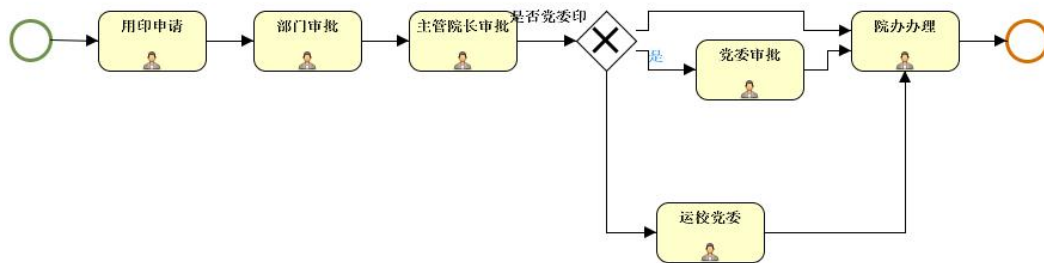 用印申请
部门审批
主管院长审批
是否党委印
院办办理
是
党委审批
运校党委